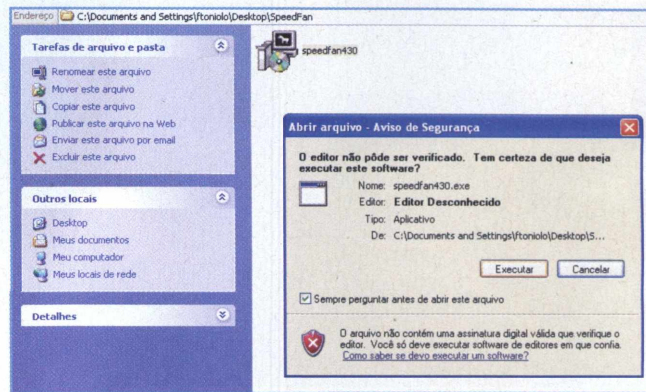 Endereço C:\Documents and Settings\ftoniolo\Desktop\SpeedFan
Tarefas de arquivo e pasta
Renomear este arquivo
Mover este arquivo
Copiar este arquivo
Publicar este arquivo na Web
Enviar este arquivo por email
Excluir este arquivo
Outros locais
Desktop
Meus documentos
Meu computador
Meus locais de rede
Detalhes
speedfan430
Abrir arquivo - Aviso de Segurança
O editor não pôde ser verificado. Tem certeza de que deseja
executar este software?
Nome: speedfan430.exe
Editor: Editor Desconhecido
Tipo: Aplicativo
De: C:\Documents and Settings\ftoniolo\Desktop\S...
Executar Cancelar
Sempre perguntar antes de abrir este arquivo
O arquivo não contém uma assinatura digital válida que verifique o
editor. Você só deve executar software de editores em que confia.
Como saber se devo executar um software?